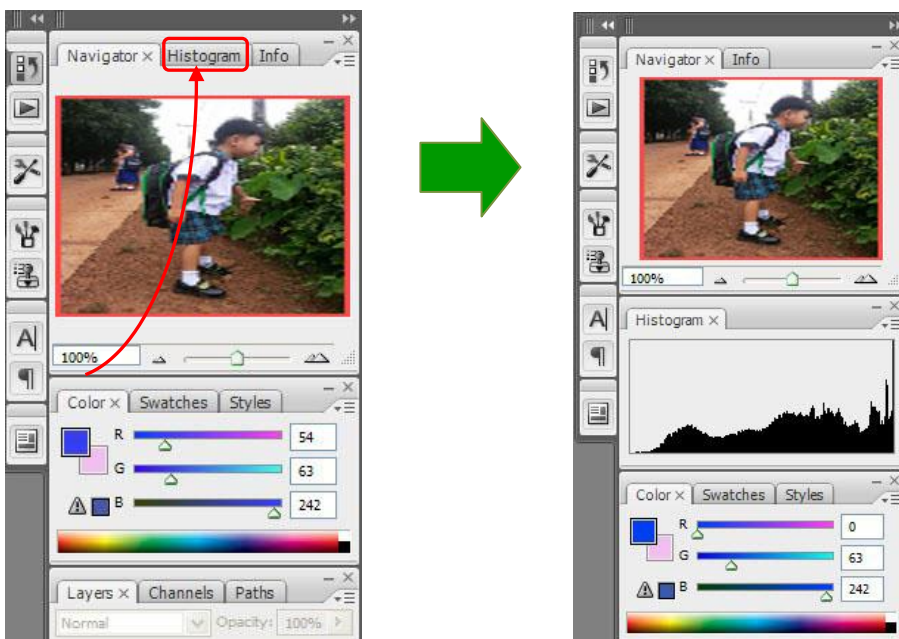 Navigator × Histogram Info
100%
Color × Swatches Styles
R 54
G 63
B 242
Layers × Channels Paths
Normal Opacity: 100%
Navigator × Info
100%
Histogram ×
Color × Swatches Styles
R 0
G 63
B 242